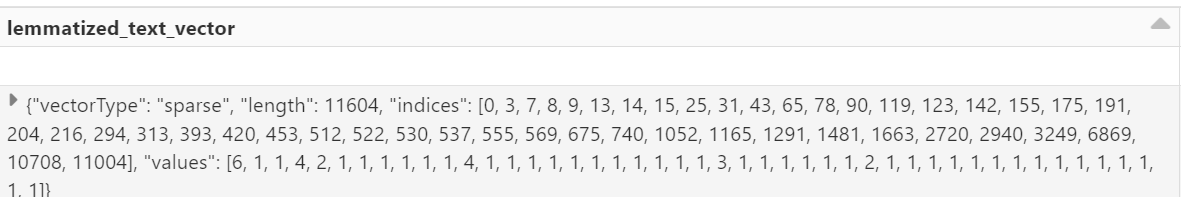 lemmatized_text_vector
{"vectorType": "sparse", "length": 11604, "indices": [0, 3, 7, 8, 9, 13, 14, 15, 25, 31, 43, 65, 78, 90, 119, 123, 142, 155, 175, 191,
204, 216, 294, 313, 393, 420, 453, 512, 522, 530, 537, 555, 569, 675, 740, 1052, 1165, 1291, 1481, 1663, 2720, 2940, 3249, 6869,
10708, 11004], "values": [6, 1, 1, 4, 2, 1, 1, 1, 1, 1, 1, 4, 1, 1, 1, 1, 1, 1, 1, 1, 1, 1, 1, 3, 1, 1, 1, 1, 1, 1, 2, 1, 1, 1, 1, 1, 1, 1, 1, 1, 1, 1, 1, 1,
1, 1]}